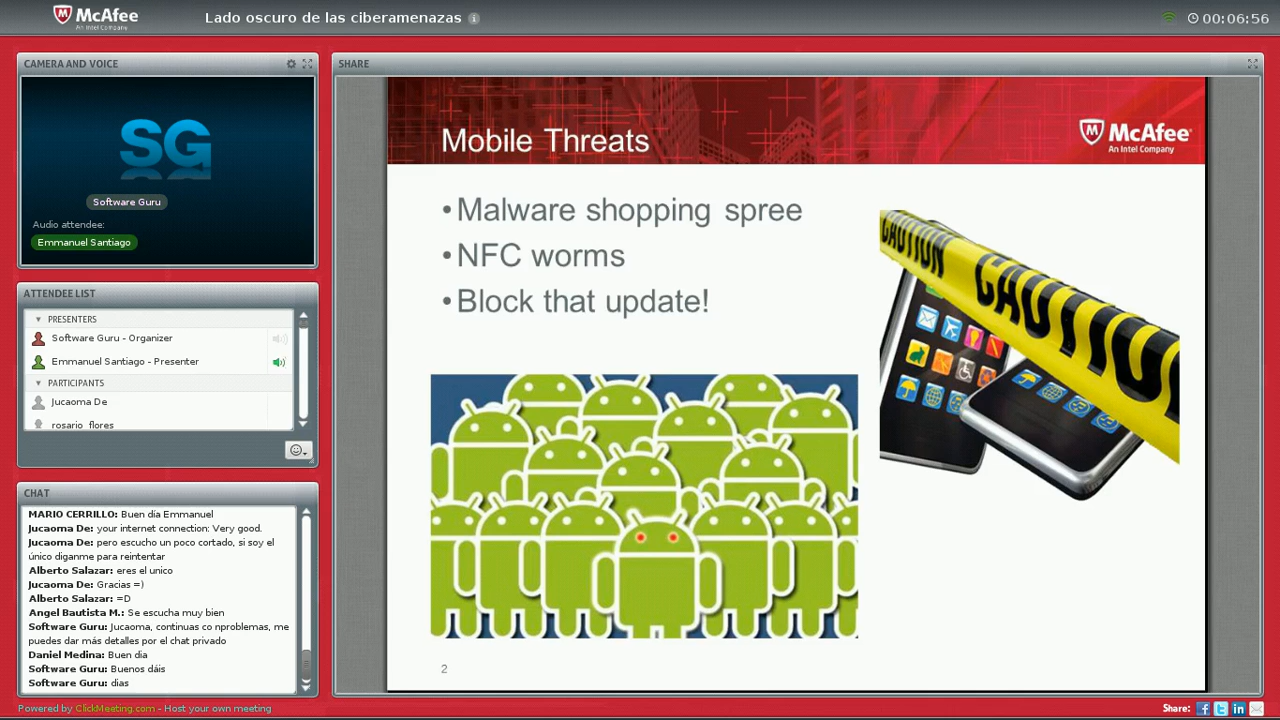 McAfee
An Intel Company
Lado oscuro de las ciberamenazas
00:06:56
CAMERA AND VOICE
SG
Software Guru
Audio attendee:
Emmanuel Santiago
ATTENDEE LIST
PRESENTERS
Software Guru - Organizer
Emmanuel Santiago - Presenter
PARTICIPANTS
Jucaoma De
rosario_flores
CHAT
MARIO CERRILLO: Buen día Emmanuel
Jucaoma De: your internet connection: Very good.
Jucaoma De: pero escucho un poco cortado, si soy el
único diganme para reintentar
Alberto Salazar: eres el unico
Jucaoma De: Gracias =)
Alberto Salazar: =D
Angel Bautista M.: Se escucha muy bien
Software Guru: Jucaoma, continuas co nproblemas, me
puedes dar más detalles por el chat privado
Daniel Medina: Buen dia
Software Guru: Buenos dáis
Software Guru: dias
SHARE
Mobile Threats
McAfee
An Intel Company
•Malware shopping spree
•NFC worms
•Block that update!
CAUTION CAUTION
2
Powered by ClickMeeting.com - Host your own meeting
Share: